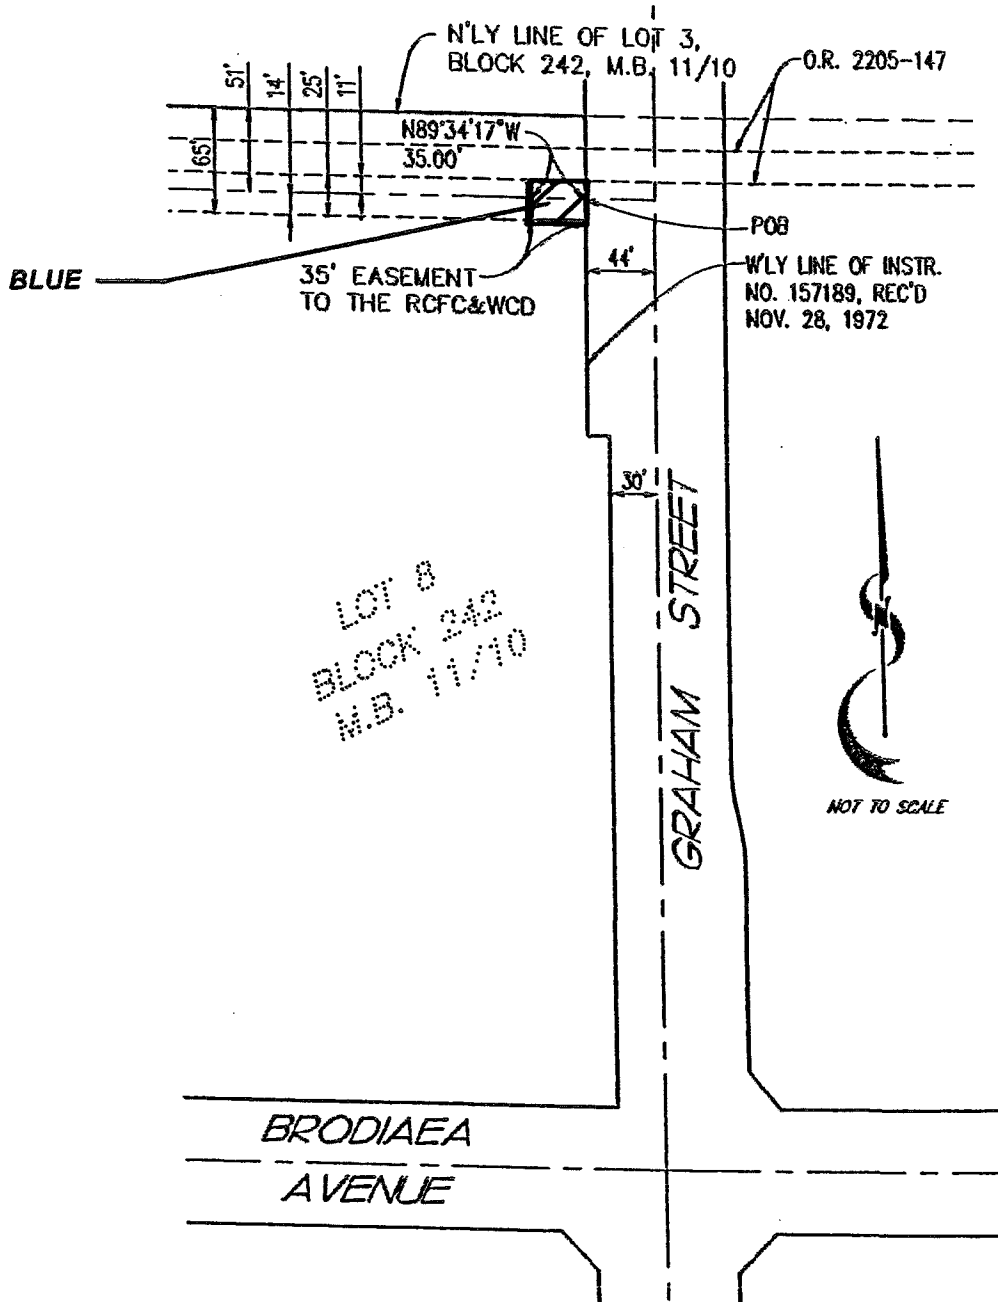 N'LY LINE OF LOT 3,
BLOCK 242, M.B. 11/10
O.R. 2205-147
51'
14'
25'
11'
65'
N89°34'17"W
35.00'
POB
BLUE
35' EASEMENT
TO THE RCFC&WCD
44'
W'LY LINE OF INSTR.
NO. 157189, REC'D
NOV. 28, 1972
30'
GRAHAM STREET
LOT 8
BLOCK 242
M.B. 11/10
N
NOT TO SCALE
BRODIAEA
AVENUE